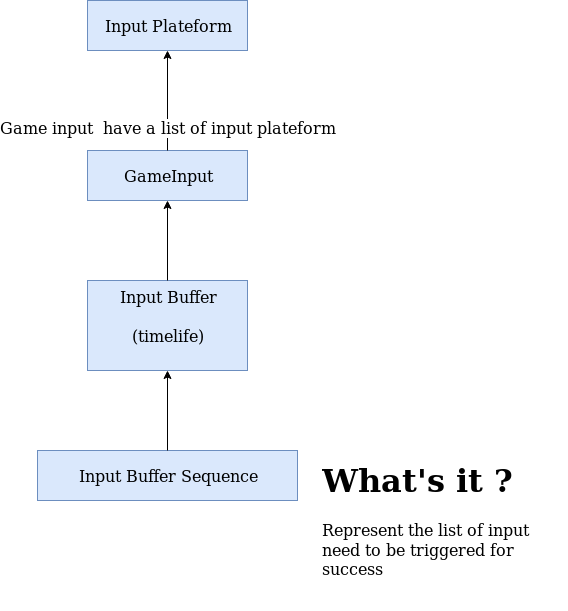 Input Plateform
Game input  have a list of input plateform
GameInput
Input Buffer
(timelife)
Input Buffer Sequence
What's it ?
Represent the list of input
need to be triggered for
success